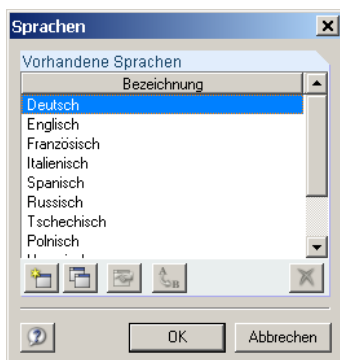 Sprachen
Vorhandene Sprachen
Bezeichnung
Deutsch
Englisch
Französisch
Italienisch
Spanisch
Russisch
Tschechisch
Polnisch
A
B
OK
Abbrechen